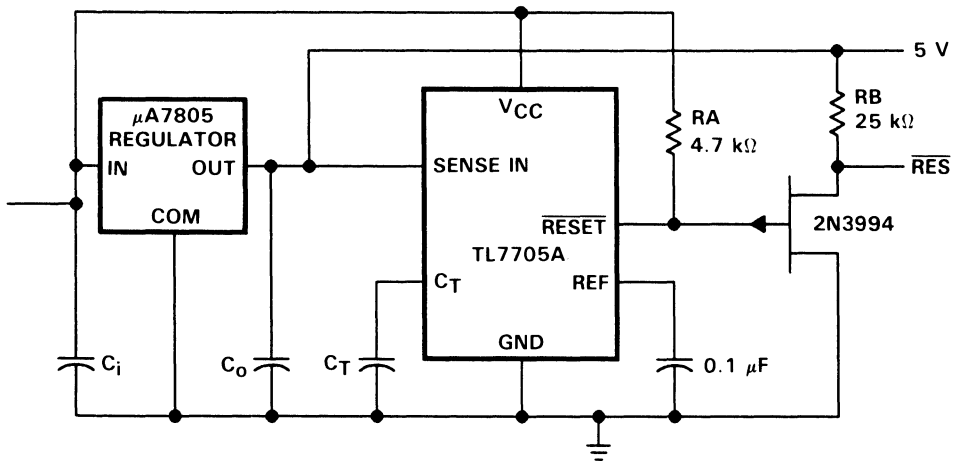 5 V
μA7805
REGULATOR
IN
OUT
COM
VCC
SENSE IN
RESET
TL7705A
CT
REF
GND
RA
4.7 kΩ
RB
25 kΩ
RES
2N3994
Ci
Co
CT
0.1 μF